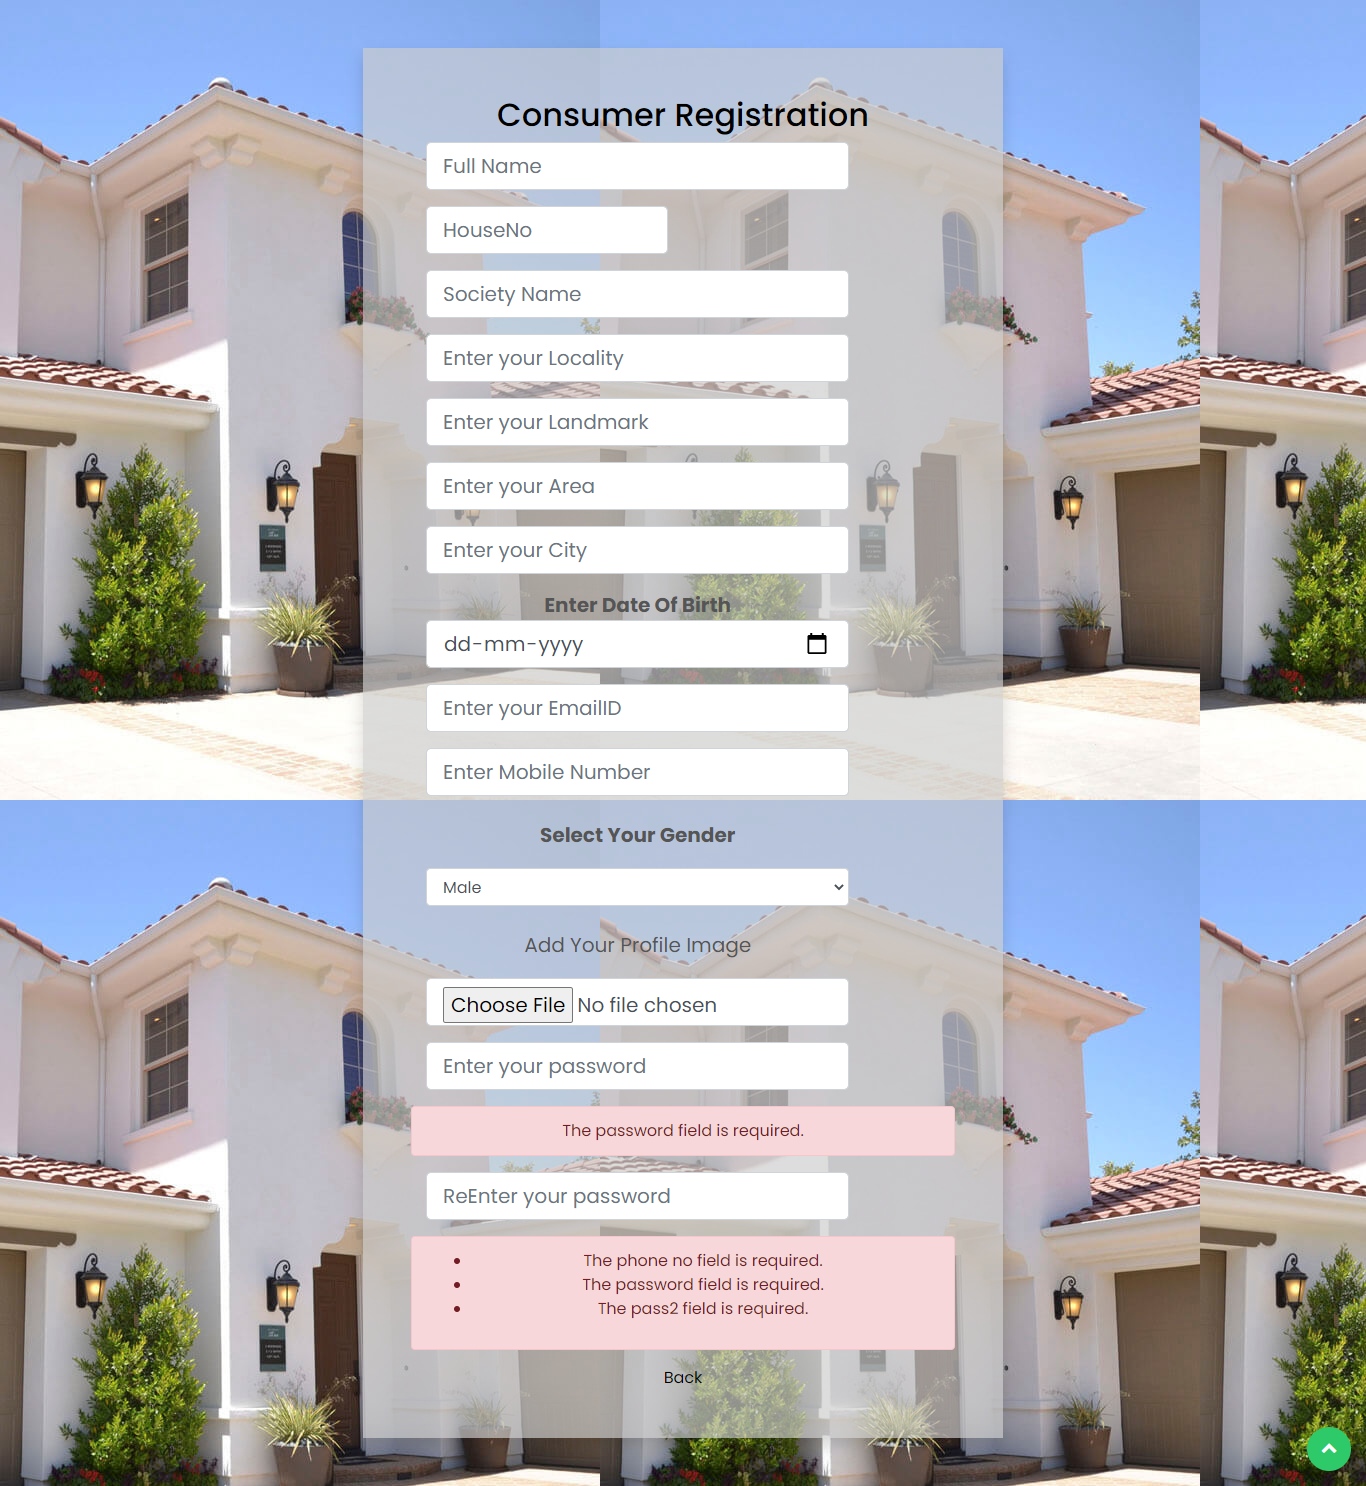 Consumer Registration
Full Name
HouseNo
Society Name
Enter your Locality
Enter your Landmark
Enter your Area
Enter your City
Enter Date Of Birth
dd-mm-yyyy
Enter your EmailID
Enter Mobile Number
Select Your Gender
Male
Add Your Profile Image
Choose File No file chosen
Enter your password
The password field is required.
ReEnter your password
The phone no field is required.
The password field is required.
The pass2 field is required.
Back